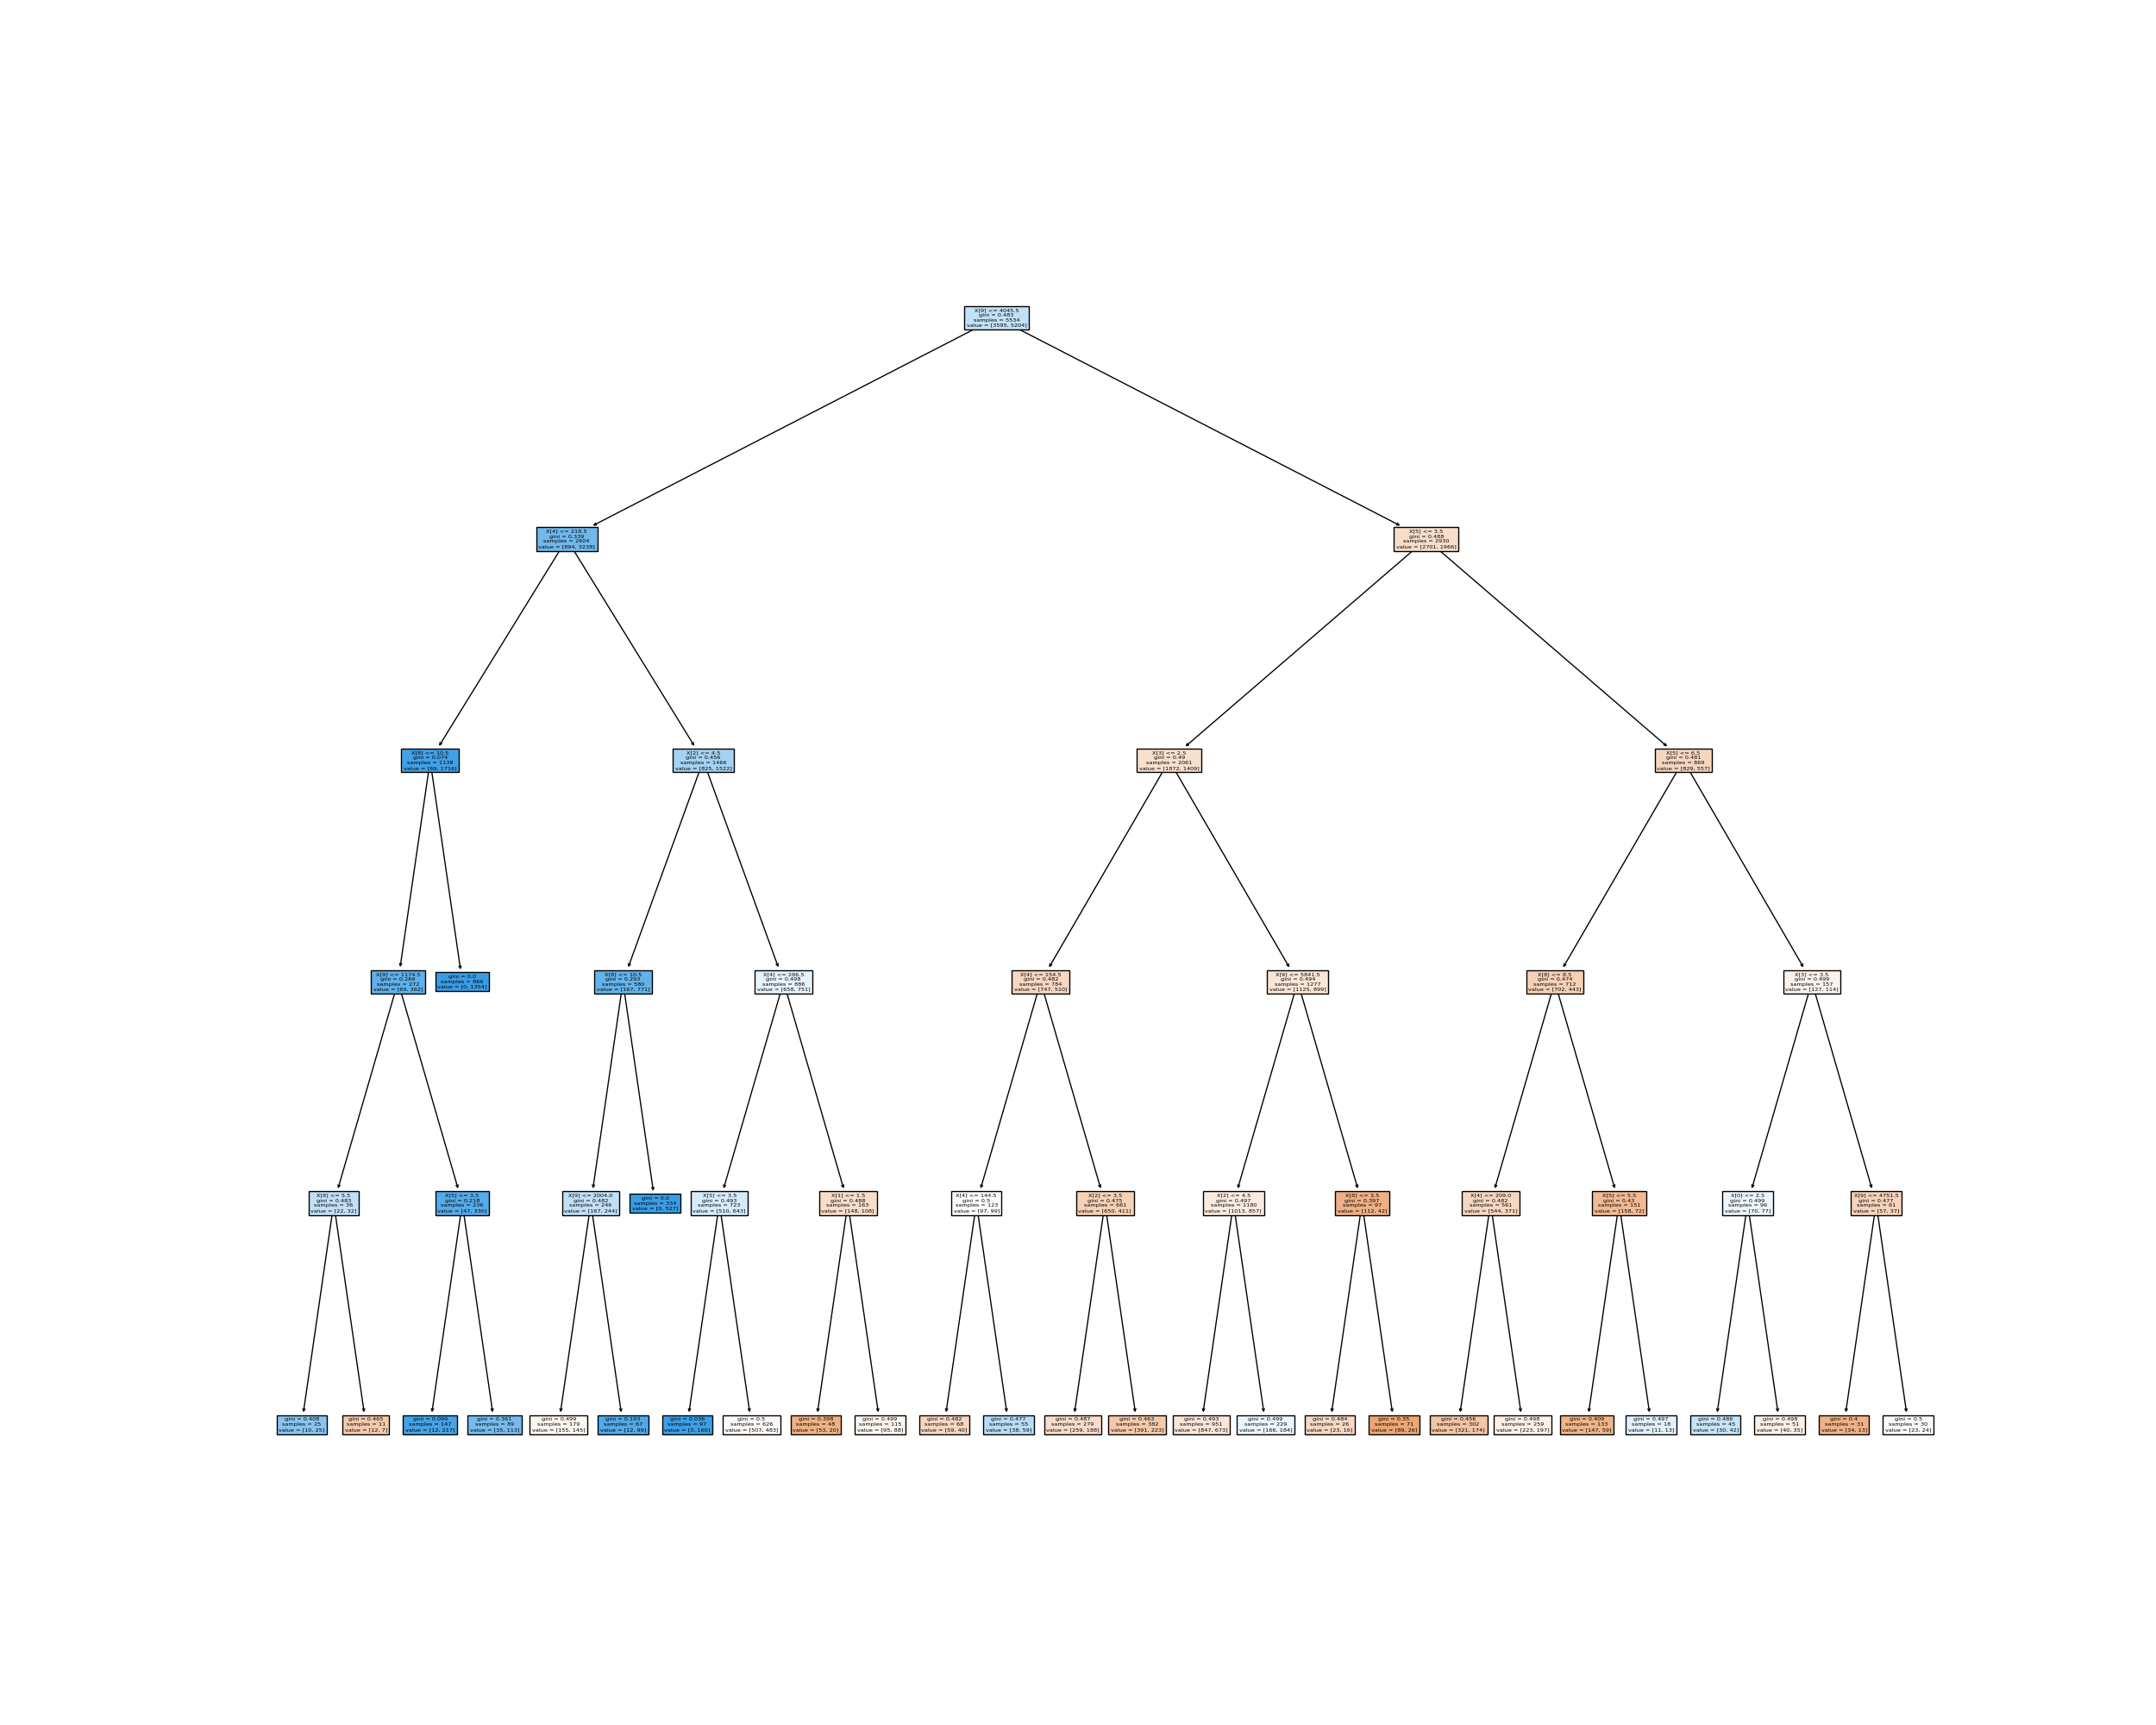 X[9] <= 4045.5
gini = 0.483
samples = 5534
value = [3595, 5204]
X[4] <= 218.5
gini = 0.339
samples = 2604
value = [894, 3238]
X[5] <= 3.5
gini = 0.488
samples = 2930
value = [2701, 1966]
X[8] <= 10.5
gini = 0.074
samples = 1138
value = [69, 1716]
X[2] <= 4.5
gini = 0.456
samples = 1466
value = [825, 1522]
X[3] <= 2.5
gini = 0.49
samples = 2061
value = [1872, 1409]
X[5] <= 6.5
gini = 0.481
samples = 869
value = [829, 557]
X[9] <= 1174.5
gini = 0.269
samples = 272
value = [69, 362]
gini = 0.0
samples = 866
value = [0, 1354]
X[8] <= 10.5
gini = 0.293
samples = 580
value = [167, 771]
X[4] <= 286.5
gini = 0.498
samples = 886
value = [658, 751]
X[4] <= 154.5
gini = 0.482
samples = 784
value = [747, 510]
X[9] <= 5841.5
gini = 0.494
samples = 1277
value = [1125, 899]
X[8] <= 8.5
gini = 0.474
samples = 712
value = [702, 443]
X[3] <= 3.5
gini = 0.499
samples = 157
value = [127, 114]
X[8] <= 5.5
gini = 0.483
samples = 36
value = [22, 32]
X[5] <= 3.5
gini = 0.218
samples = 236
value = [47, 330]
X[9] <= 2004.0
gini = 0.482
samples = 246
value = [167, 244]
gini = 0.0
samples = 334
value = [0, 527]
X[5] <= 3.5
gini = 0.493
samples = 723
value = [510, 643]
X[1] <= 1.5
gini = 0.488
samples = 163
value = [148, 108]
X[4] <= 144.5
gini = 0.5
samples = 123
value = [97, 99]
X[2] <= 3.5
gini = 0.475
samples = 661
value = [650, 411]
X[2] <= 4.5
gini = 0.497
samples = 1180
value = [1013, 857]
X[8] <= 3.5
gini = 0.397
samples = 97
value = [112, 42]
X[4] <= 209.0
gini = 0.482
samples = 561
value = [544, 371]
X[5] <= 5.5
gini = 0.43
samples = 151
value = [158, 72]
X[0] <= 2.5
gini = 0.499
samples = 96
value = [70, 77]
X[9] <= 4751.5
gini = 0.477
samples = 61
value = [57, 37]
gini = 0.408
samples = 25
value = [10, 25]
gini = 0.465
samples = 11
value = [12, 7]
gini = 0.099
samples = 147
value = [12, 217]
gini = 0.361
samples = 89
value = [35, 113]
gini = 0.499
samples = 179
value = [155, 145]
gini = 0.193
samples = 67
value = [12, 99]
gini = 0.036
samples = 97
value = [3, 160]
gini = 0.5
samples = 626
value = [507, 483]
gini = 0.398
samples = 48
value = [53, 20]
gini = 0.499
samples = 115
value = [95, 88]
gini = 0.482
samples = 68
value = [59, 40]
gini = 0.477
samples = 55
value = [38, 59]
gini = 0.487
samples = 279
value = [259, 188]
gini = 0.463
samples = 382
value = [391, 223]
gini = 0.493
samples = 951
value = [847, 673]
gini = 0.499
samples = 229
value = [166, 184]
gini = 0.484
samples = 26
value = [23, 16]
gini = 0.35
samples = 71
value = [89, 26]
gini = 0.456
samples = 302
value = [321, 174]
gini = 0.498
samples = 259
value = [223, 197]
gini = 0.409
samples = 133
value = [147, 59]
gini = 0.497
samples = 18
value = [11, 13]
gini = 0.486
samples = 45
value = [30, 42]
gini = 0.498
samples = 51
value = [40, 35]
gini = 0.4
samples = 31
value = [34, 13]
gini = 0.5
samples = 30
value = [23, 24]